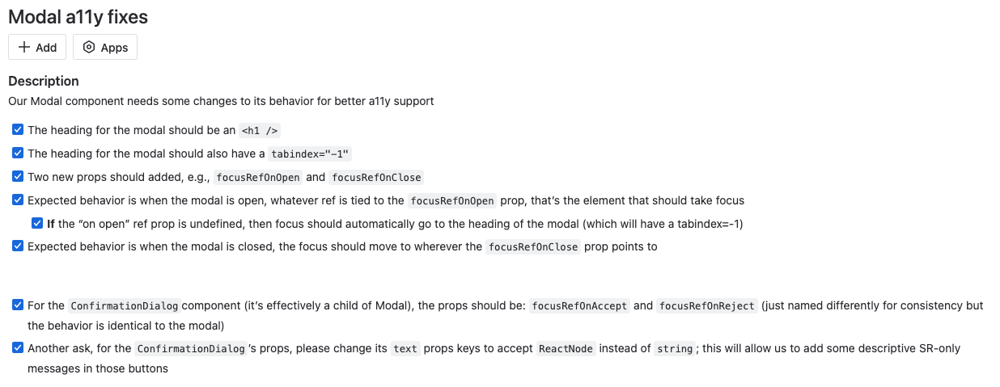 Modal a11y fixes
Add
Apps
Description
Our Modal component needs some changes to its behavior for better a11y support
The heading for the modal should be an <h1 />
The heading for the modal should also have a tabindex="-1"
Two new props should added, e.g., focusRefOnOpen and focusRefOnClose
Expected behavior is when the modal is open, whatever ref is tied to the focusRefOnOpen prop, that's the element that should take focus
If the “on open” ref prop is undefined, then focus should automatically go to the heading of the modal (which will have a tabindex=-1)
Expected behavior is when the modal is closed, the focus should move to wherever the focusRefOnClose prop points to
For the ConfirmationDialog component (it's effectively a child of Modal), the props should be: focusRefOnAccept and focusRefOnReject (just named differently for consistency but
the behavior is identical to the modal)
Another ask, for the ConfirmationDialog's props, please change its text props keys to accept ReactNode instead of string; this will allow us to add some descriptive SR-only
messages in those buttons